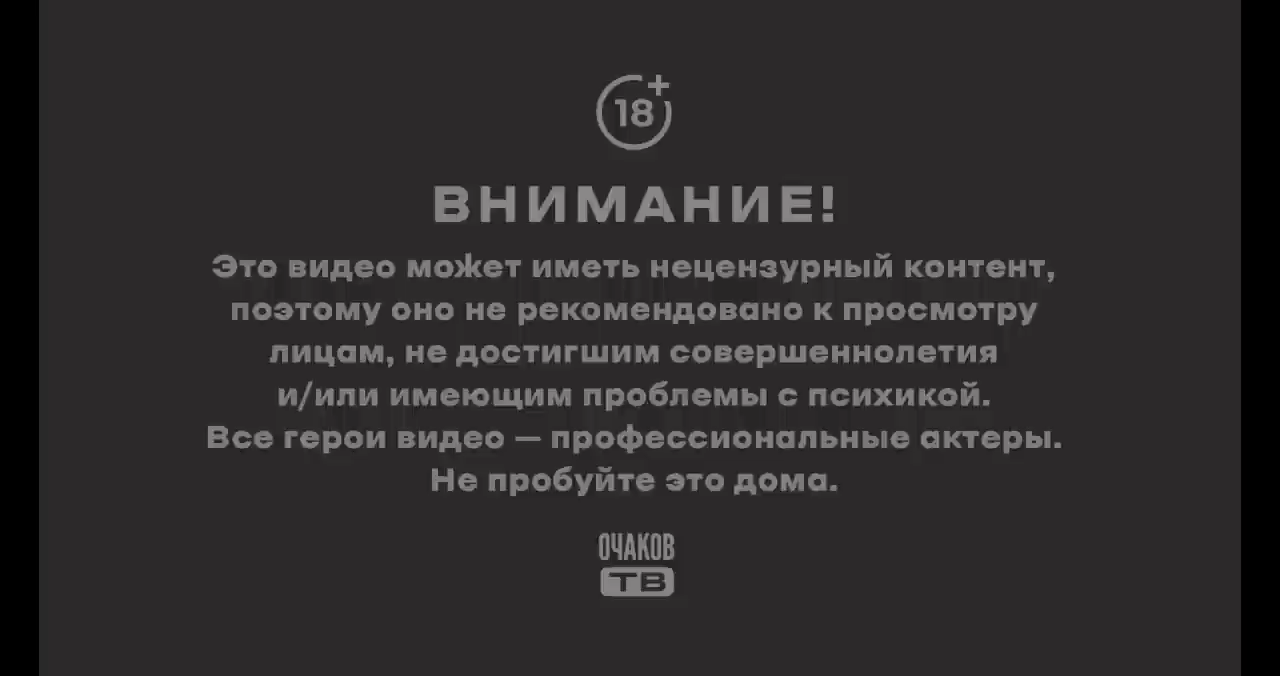 18+
ВНИМАНИЕ!
Это видео может иметь нецензурный контент,
поэтому оно не рекомендовано к просмотру
лицам, не достигшим совершеннолетия
и/или имеющим проблемы с психикой.
Все герои видео — профессиональные актеры.
Не пробуйте это дома.
ОЧАКОВ
ТВ